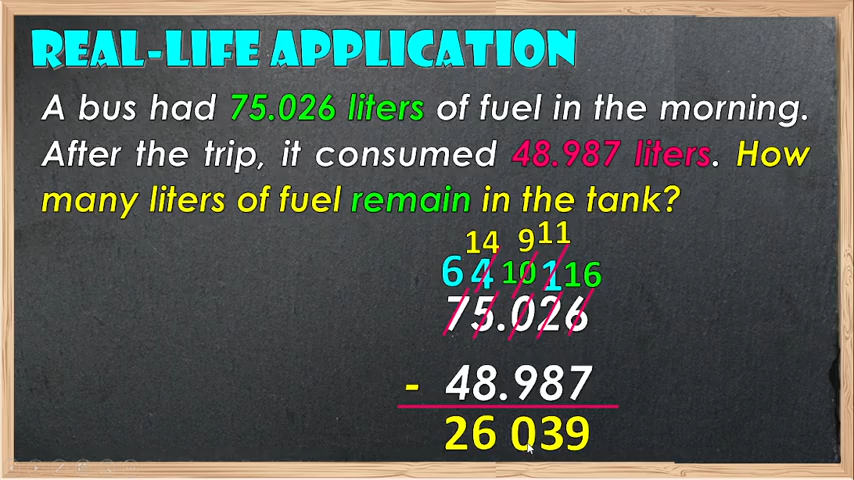 REAL-LIFE APPLICATION
A bus had 75.026 liters of fuel in the morning.
After the trip, it consumed 48.987 liters. How
many liters of fuel remain in the tank?
14 9 11
6 4 10 1 16
75.026
- 48.987
26 039